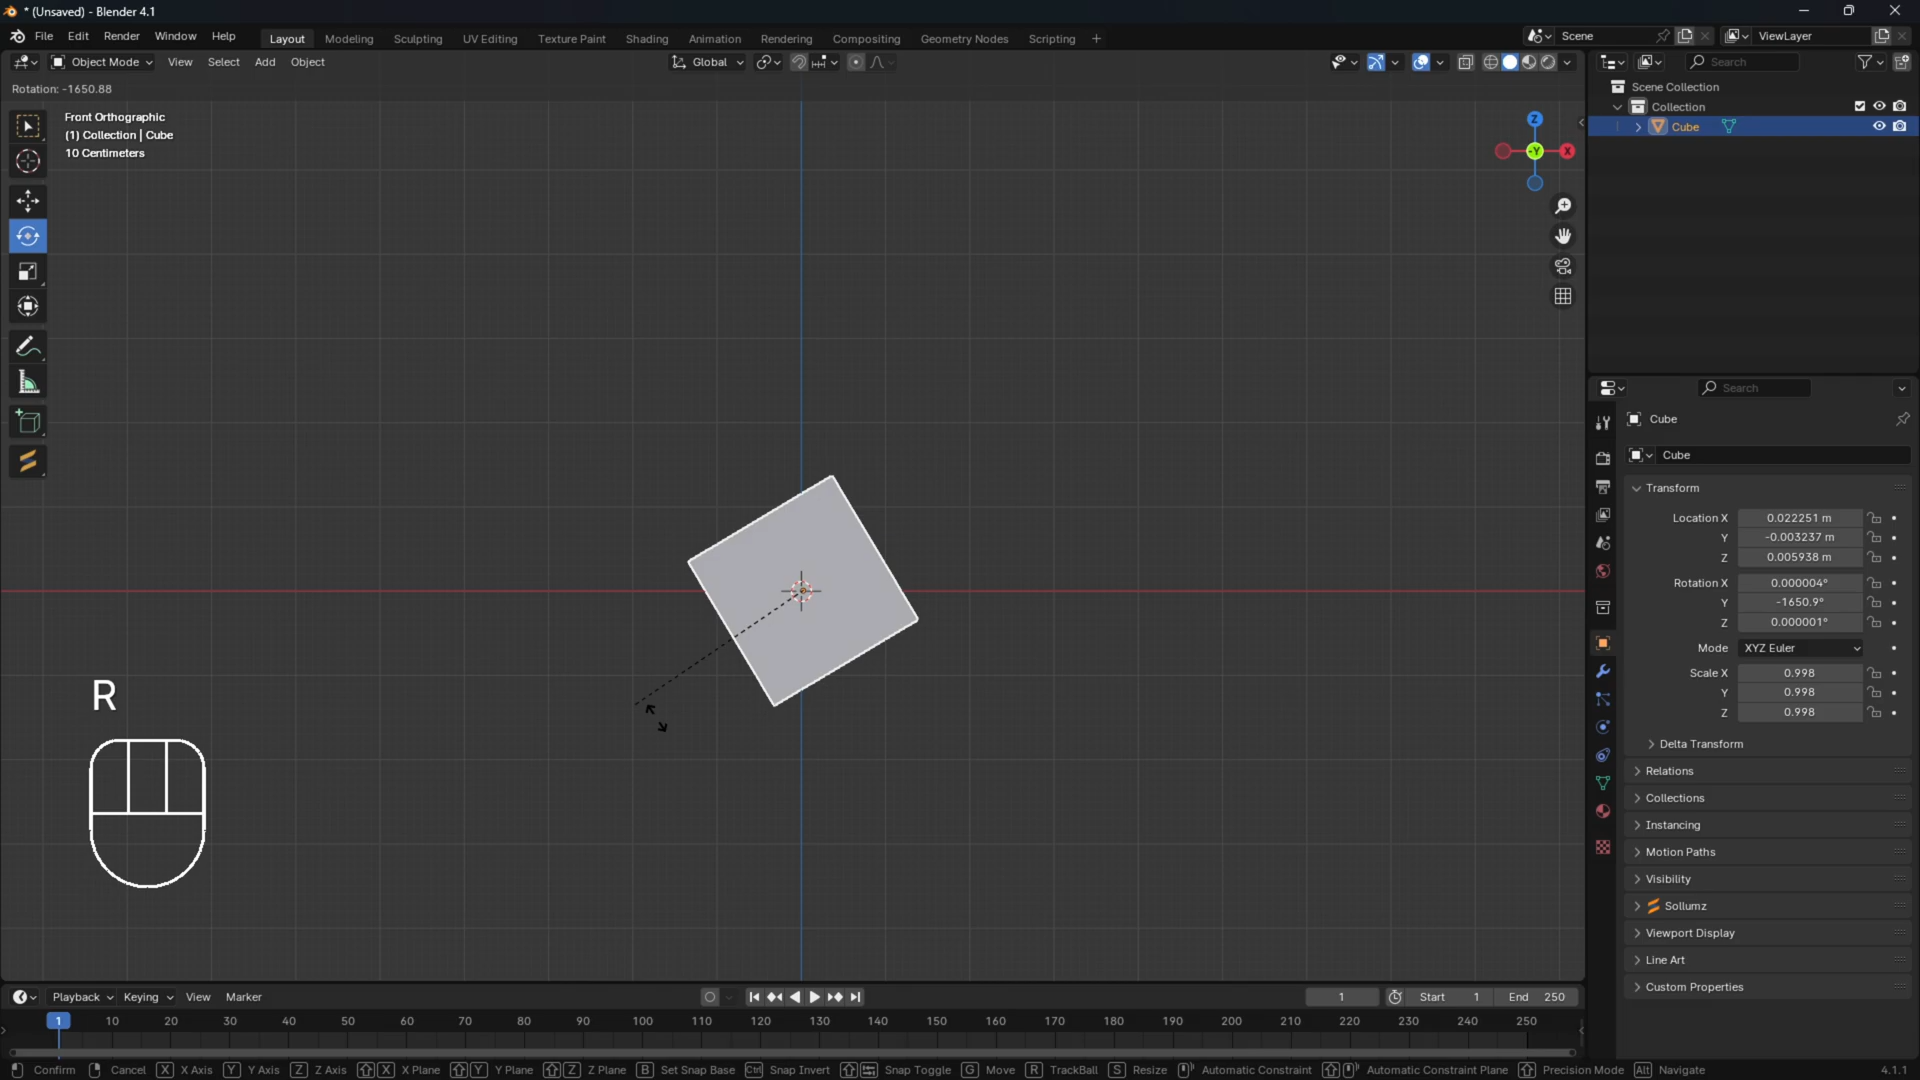 * (Unsaved) - Blender 4.1
File Edit Render Window Help Layout Modeling Sculpting UV Editing Texture Paint Shading Animation Rendering Compositing Geometry Nodes Scripting + Scene ViewLayer
Object Mode View Select Add Object Global Search
Rotation: -1650.88
Front Orthographic
(1) Collection | Cube
10 Centimeters
Z
-Y
X
Scene Collection
Collection
Cube
Search
Cube
Cube
Transform
Location X 0.022251 m
Y -0.003237 m
Z 0.005938 m
Rotation X 0.000004°
Y -1650.9°
Z 0.000001°
Mode XYZ Euler
Scale X 0.998
Y 0.998
Z 0.998
Delta Transform
Relations
Collections
Instancing
Motion Paths
Visibility
Sollumz
Viewport Display
Line Art
Custom Properties
R
Playback Keying View Marker 1 Start 1 End 250
1 10 20 30 40 50 60 70 80 90 100 110 120 130 140 150 160 170 180 190 200 210 220 230 240 250
Confirm Cancel X X Axis Y Y Axis Z Z Axis X X Plane Y Y Plane Z Z Plane B Set Snap Base Ctrl Snap Invert Snap Toggle G Move R TrackBall S Resize Automatic Constraint Automatic Constraint Plane Precision Mode Alt Navigate 4.1.1